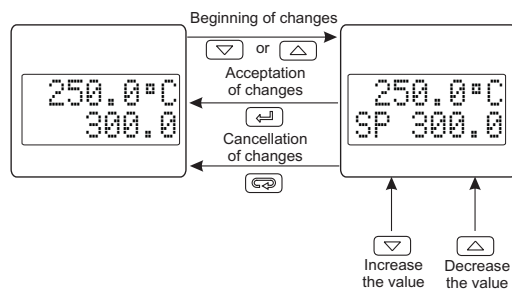 Beginning of changes
or
Acceptation
of changes
Cancellation
of changes
250.0°C
300.0
250.0°C
SP 300.0
Increase
the value
Decrease
the value